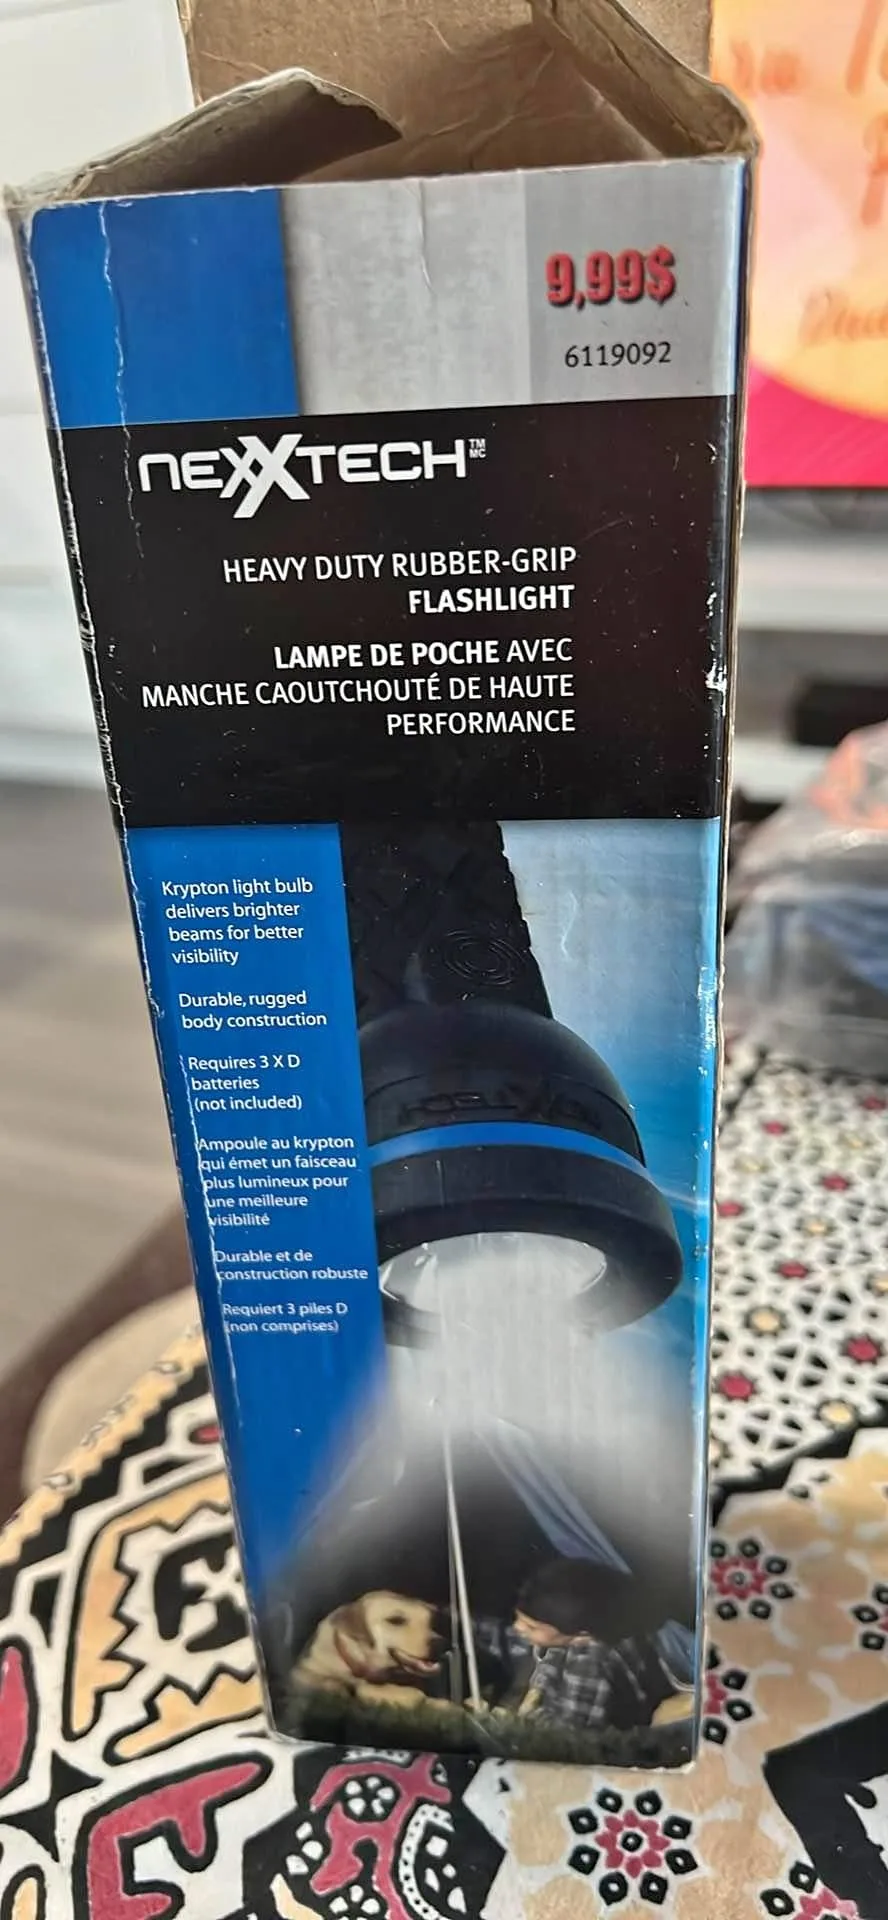 9,99$
6119092
NEXXTECH™ MC
HEAVY DUTY RUBBER-GRIP
FLASHLIGHT
LAMPE DE POCHE AVEC
MANCHE CAOUTCHOUTÉ DE HAUTE
PERFORMANCE
Krypton light bulb
delivers brighter
beams for better
visibility
Durable, rugged
body construction
Requires 3 X D
batteries
(not included)
Ampoule au krypton
qui émet un faisceau
plus lumineux pour
une meilleure
visibilité
Durable et de
construction robuste
Requiert 3 piles D
(non comprises)
NEXXTECH